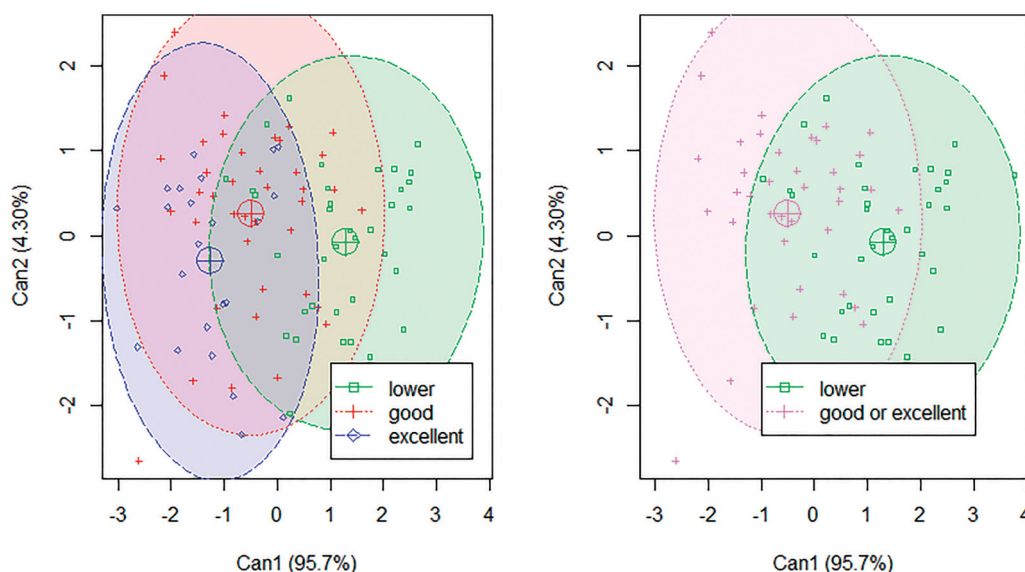 2
1
0
-1
-2
Can2 (4.30%)
lower
good
excellent
-3 -2 -1 0 1 2 3 4
Can1 (95.7%)
2
1
0
-1
-2
Can2 (4.30%)
lower
good or excellent
-3 -2 -1 0 1 2 3 4
Can1 (95.7%)